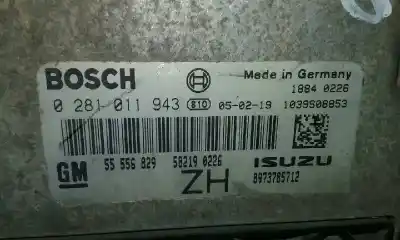 BOSCH Made in Germany
1884 0226
0 281 011 943 810 05-02-19 1039S08853
GM 55 556 829 58219 0226 ISUZU
ZH 8973785712